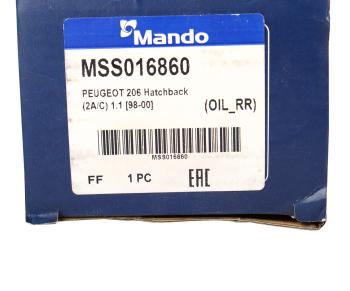 Mando
MSS016860
PEUGEOT 206 Hatchback
(2A/C) 1.1 [98-00]
(OIL_RR)
MSS016860
FF 1 PC EAC